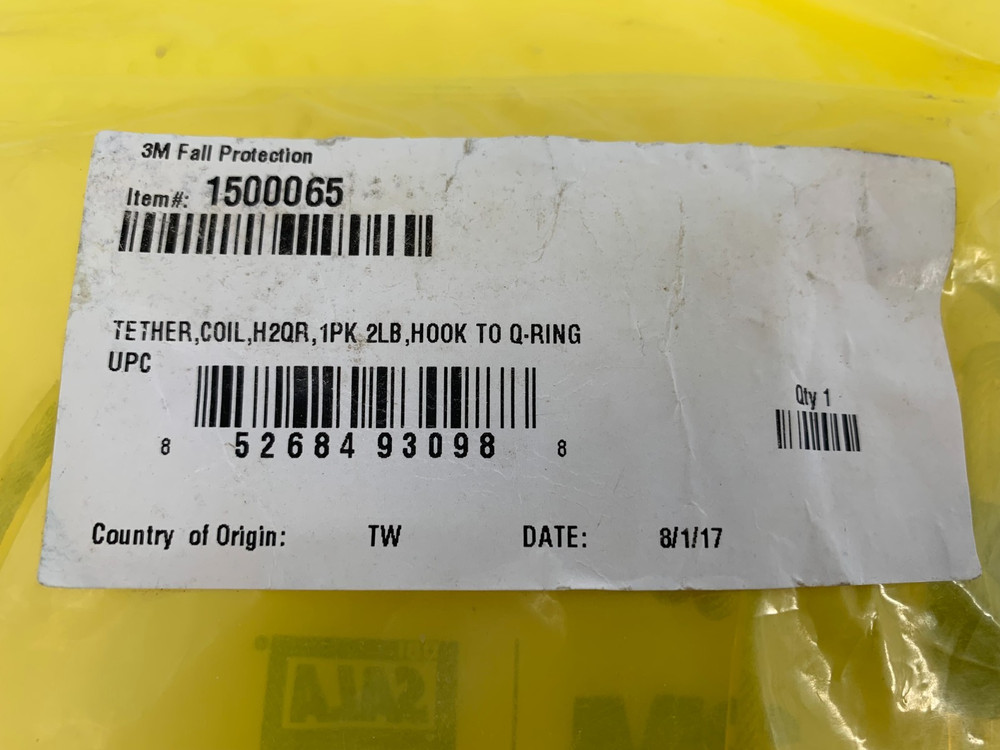 3M Fall Protection
Item#: 1500065
TETHER,COIL,H2QR,1PK 2LB,HOOK TO Q-RING
UPC
Qty 1
8 52684 93098 8
Country of Origin: TW DATE: 8/1/17
SALA